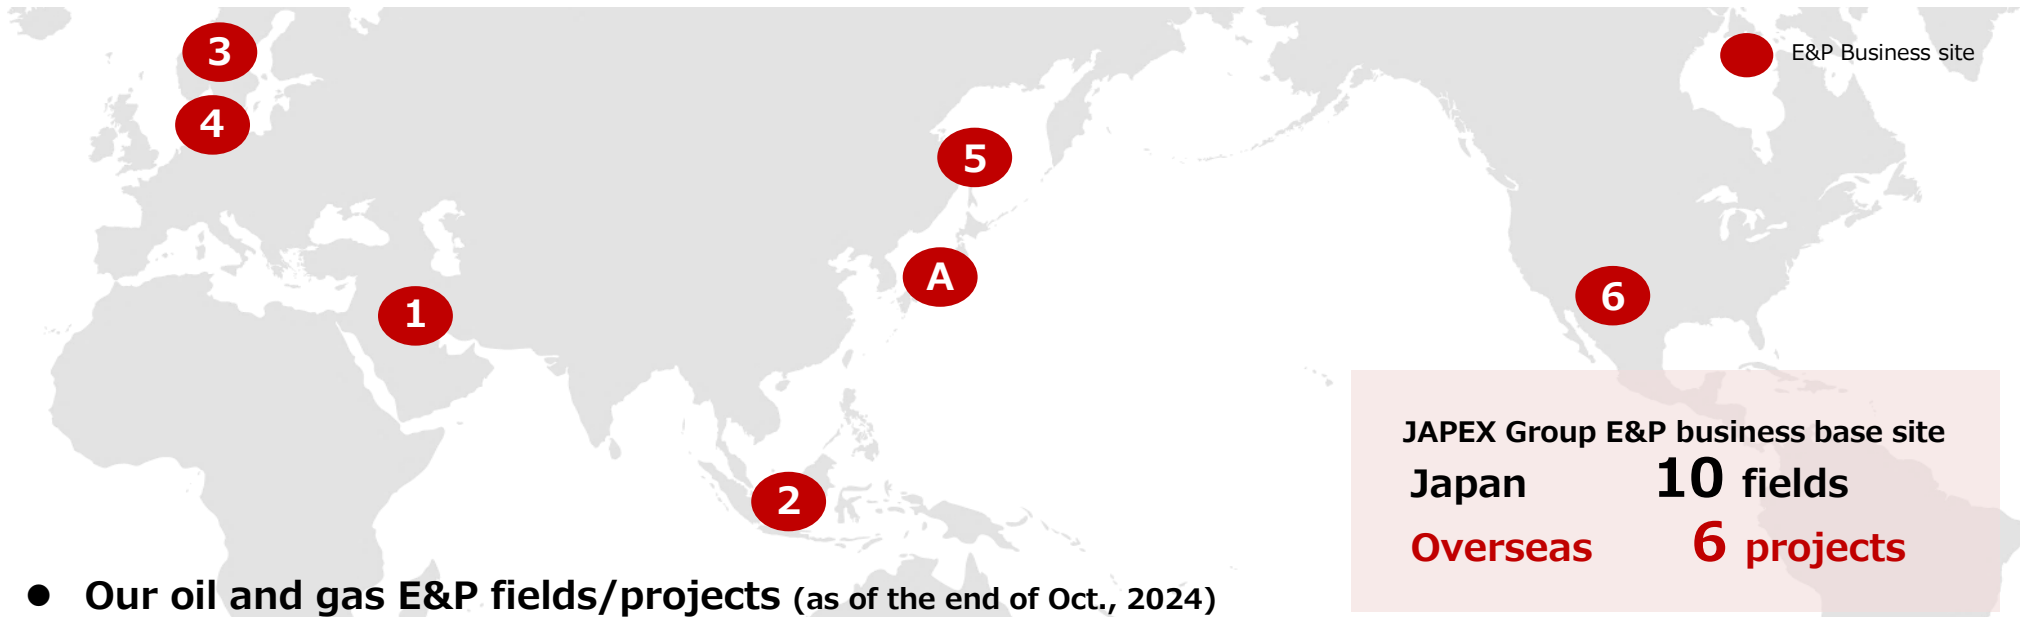 3
E&P Business site
4
5
A
1
6
JAPEX Group E&P business base site
Japan 10 fields
2
Overseas 6 projects
● Our oil and gas E&P fields/projects (as of the end of Oct., 2024)